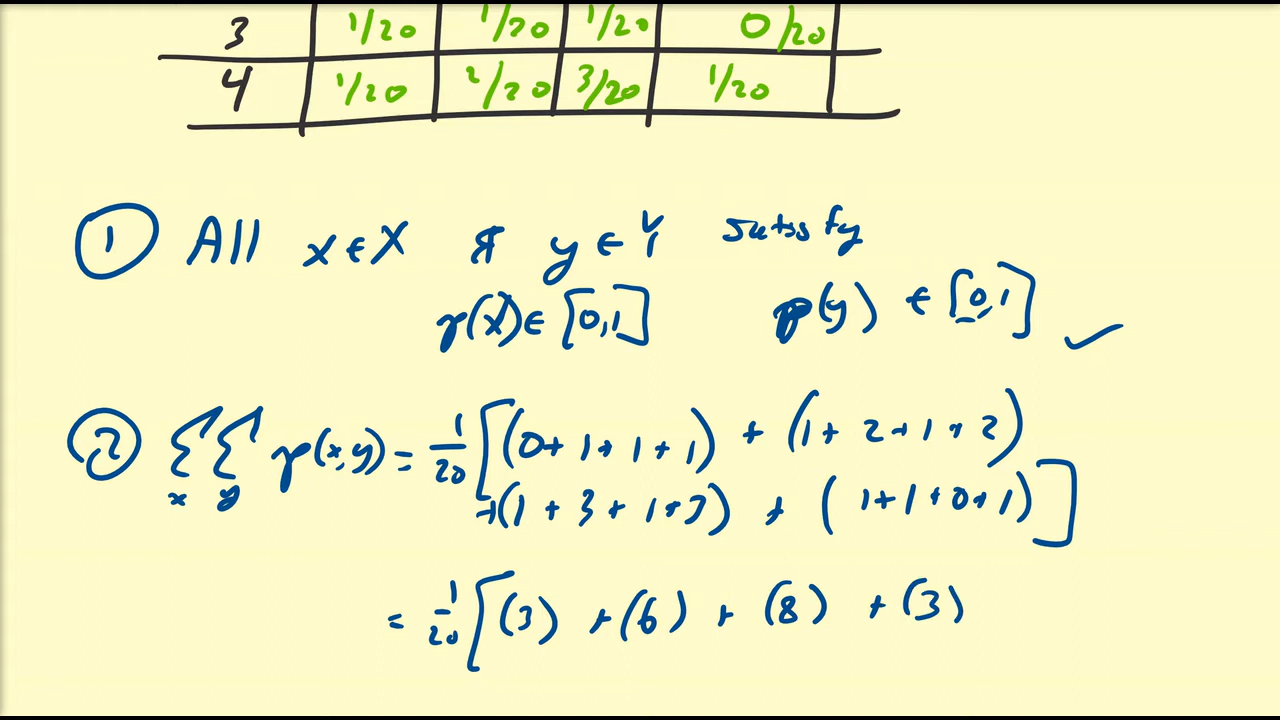 3 1/20 1/20 1/20 0/20
4 1/20 2/20 3/20 1/20
① All x ∈ X & y ∈ Y satisfy
p(x) ∈ [0,1] p(y) ∈ [0,1] ✓
② Σ_x Σ_y p(x,y) = 1/20 [(0+1+1+1) + (1+2+1+2)
+(1+3+1+3) + (1+1+0+1)]
= 1/20 [(3) + (6) + (8) + (3)